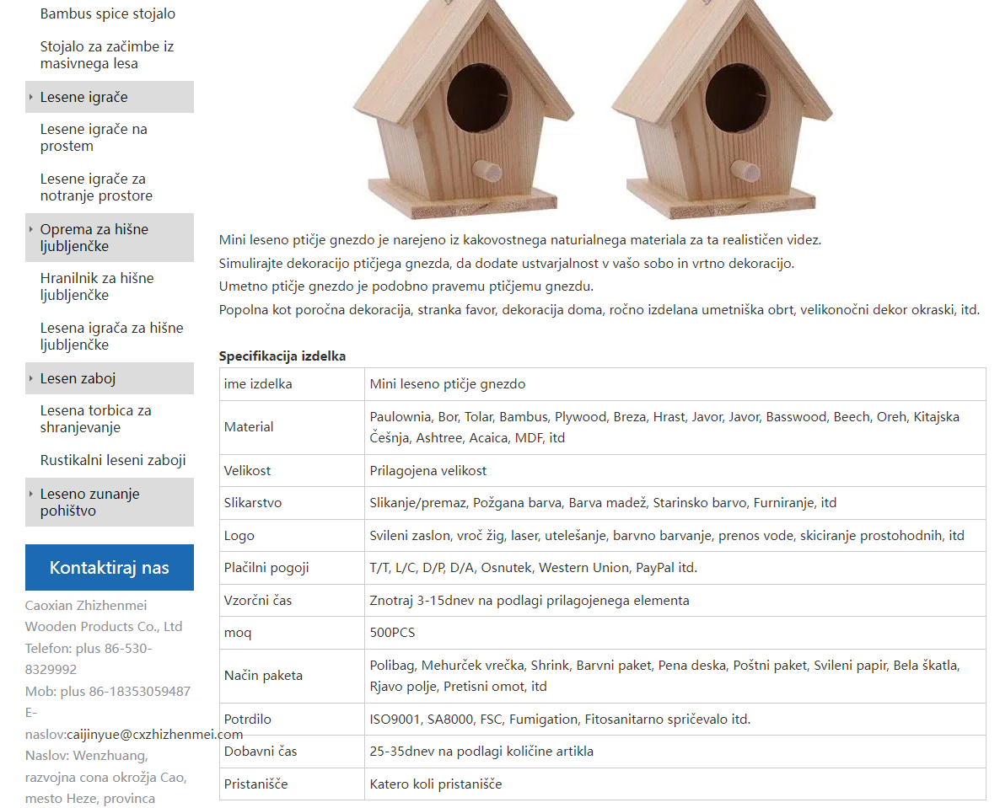 Bambus spice stojalo
Stojalo za začimbe iz
masivnega lesa
Lesene igrače
Lesene igrače na
prostem
Lesene igrače za
notranje prostore
Oprema za hišne
ljubljenčke
Hranilnik za hišne
ljubljenčke
Lesena igrača za hišne
ljubljenčke
Lesen zaboj
Lesena torbica za
shranjevanje
Rustikalni leseni zaboji
Leseno zunanje
pohištvo
Kontaktiraj nas
Caoxian Zhizhenmei
Wooden Products Co., Ltd
Telefon: plus 86-530-
8329992
Mob: plus 86-18353059487
E-
naslov:caijinyue@cxzhizhenmei.com
Naslov: Wenzhuang,
razvojna cona okrožja Cao,
mesto Heze, provinca
Mini leseno ptičje gnezdo je narejeno iz kakovostnega naturialnega materiala za ta realističen videz.
Simulirajte dekoracijo ptičjega gnezda, da dodate ustvarjalnost v vašo sobo in vrtno dekoracijo.
Umetno ptičje gnezdo je podobno pravemu ptičjemu gnezdu.
Popolna kot poročna dekoracija, stranka favor, dekoracija doma, ročno izdelana umetniška obrt, velikonočni dekor okraski, itd.
Specifikacija izdelka
ime izdelka Mini leseno ptičje gnezdo
Material Paulownia, Bor, Tolar, Bambus, Plywood, Breza, Hrast, Javor, Javor, Basswood, Beech, Oreh, Kitajska
Češnja, Ashtree, Acaica, MDF, itd
Velikost Prilagojena velikost
Slikarstvo Slikanje/premaz, Požgana barva, Barva madež, Starinsko barvo, Furniranje, itd
Logo Svileni zaslon, vroč žig, laser, utelešanje, barvno barvanje, prenos vode, skiciranje prostohodnih, itd
Plačilni pogoji T/T, L/C, D/P, D/A, Osnutek, Western Union, PayPal itd.
Vzorčni čas Znotraj 3-15dnev na podlagi prilagojenega elementa
moq 500PCS
Način paketa Polibag, Mehurček vrečka, Shrink, Barvni paket, Pena deska, Poštni paket, Svileni papir, Bela škatla,
Rjavo polje, Pretisni omot, itd
Potrdilo ISO9001, SA8000, FSC, Fumigation, Fitosanitarno spričevalo itd.
Dobavni čas 25-35dnev na podlagi količine artikla
Pristanišče Katero koli pristanišče